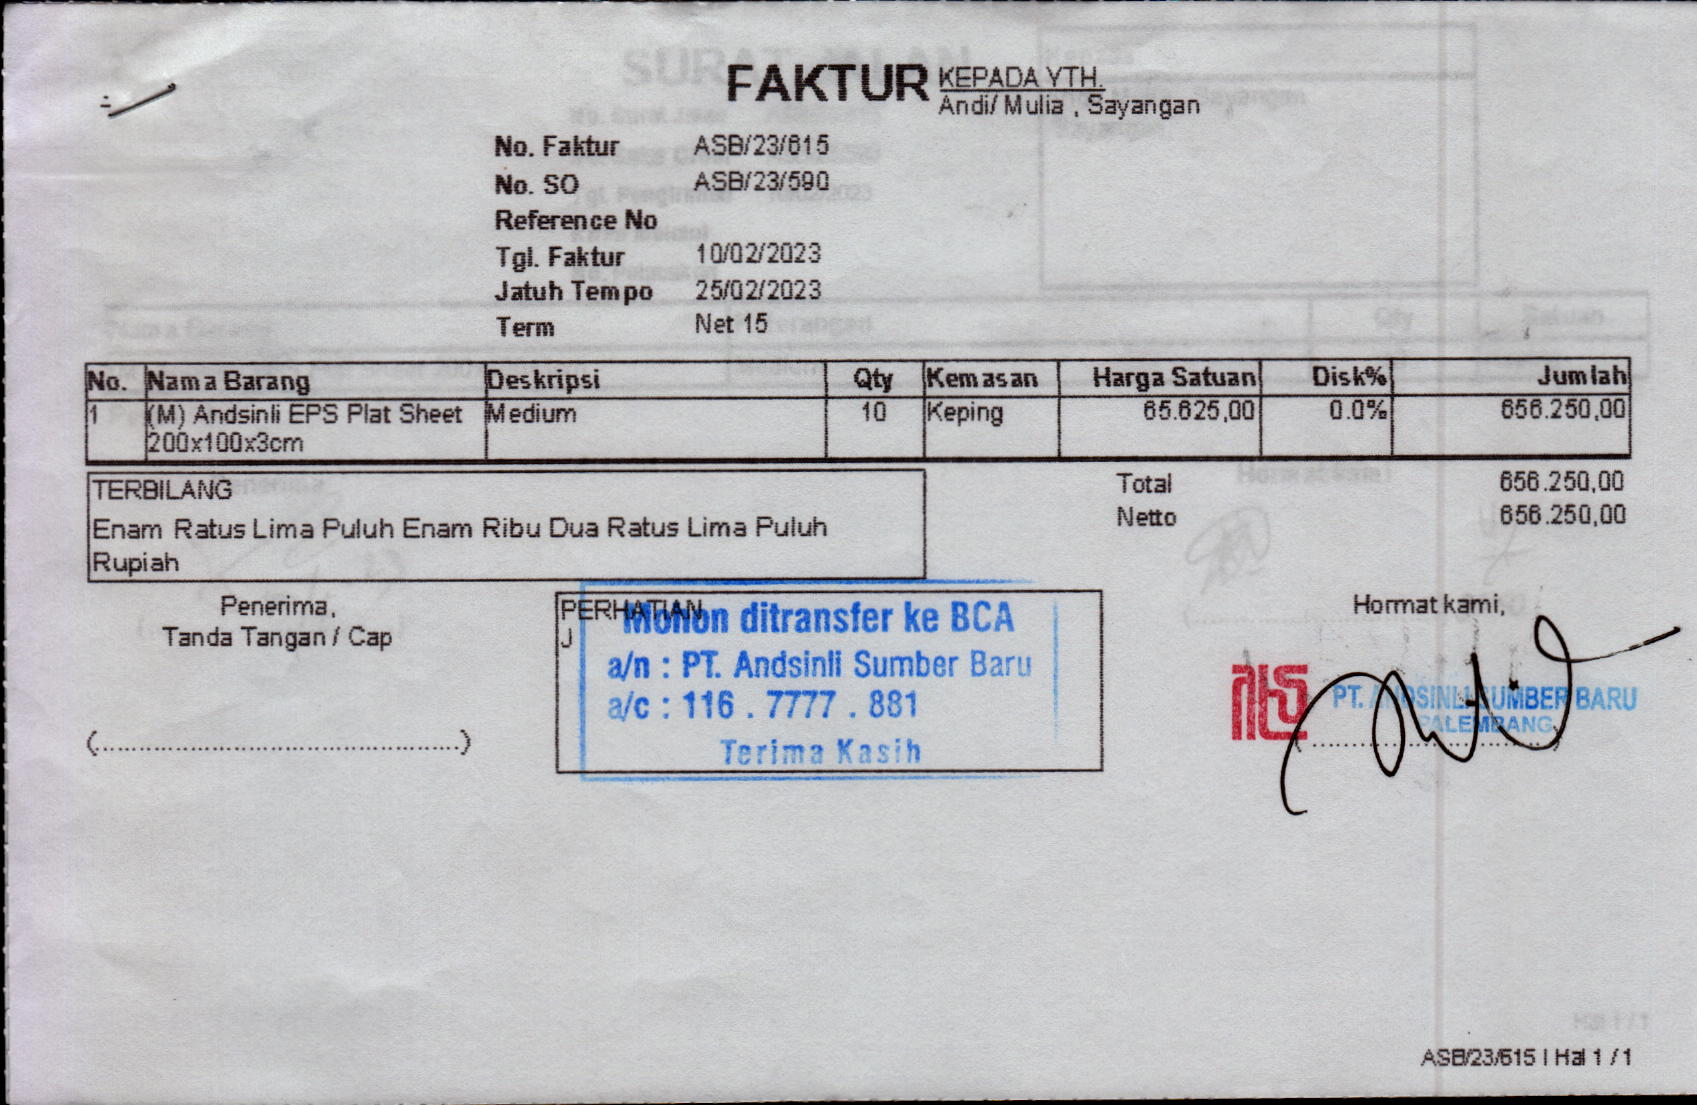 FAKTUR
KEPADA YTH.
Andi/ Mulia , Sayangan
No. Faktur ASB/23/615
No. SO ASB/23/590
Reference No
Tgl. Faktur 10/02/2023
Jatuh Tempo 25/02/2023
Term Net 15
No. Nama Barang Deskripsi Qty Kemasan Harga Satuan Disk% Jumlah
1 (M) Andsinli EPS Plat Sheet Medium 10 Keping 65.625,00 0.0% 656.250,00
200x100x3cm
TERBILANG
Enam Ratus Lima Puluh Enam Ribu Dua Ratus Lima Puluh
Rupiah
Total 656.250,00
Netto 656.250,00
Penerima,
Tanda Tangan / Cap
(..................................................)
PERHATIAN
J
Mohon ditransfer ke BCA
a/n : PT. Andsinli Sumber Baru
a/c : 116 . 7777 . 881
Terima Kasih
Hormat kami,
PT. ANDSINLI SUMBER BARU
PALEMBANG
ASB/23/615 | Hal 1 / 1